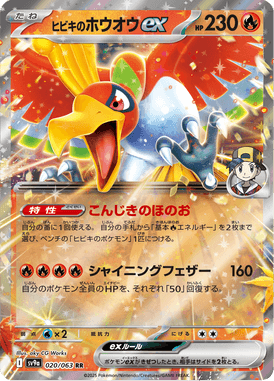 たね
ヒビキのホウオウex HP 230
特性 こんじきのほのお
自分の番に1回使える。自分の手札から「基本炎エネルギー」を2枚まで
選び、ベンチの「ヒビキのポケモン」1匹につける。
シャイニングフェザー 160
自分のポケモン全員のHPを、それぞれ「50」回復する。
弱点 ×2 抵抗力 にげる
exルール
ポケモンexがきぜつしたとき、相手はサイドを2枚とる。
Illus. aky CG Works
SV9a 020/063 RR
©2025 Pokémon/Nintendo/Creatures/GAME FREAK.